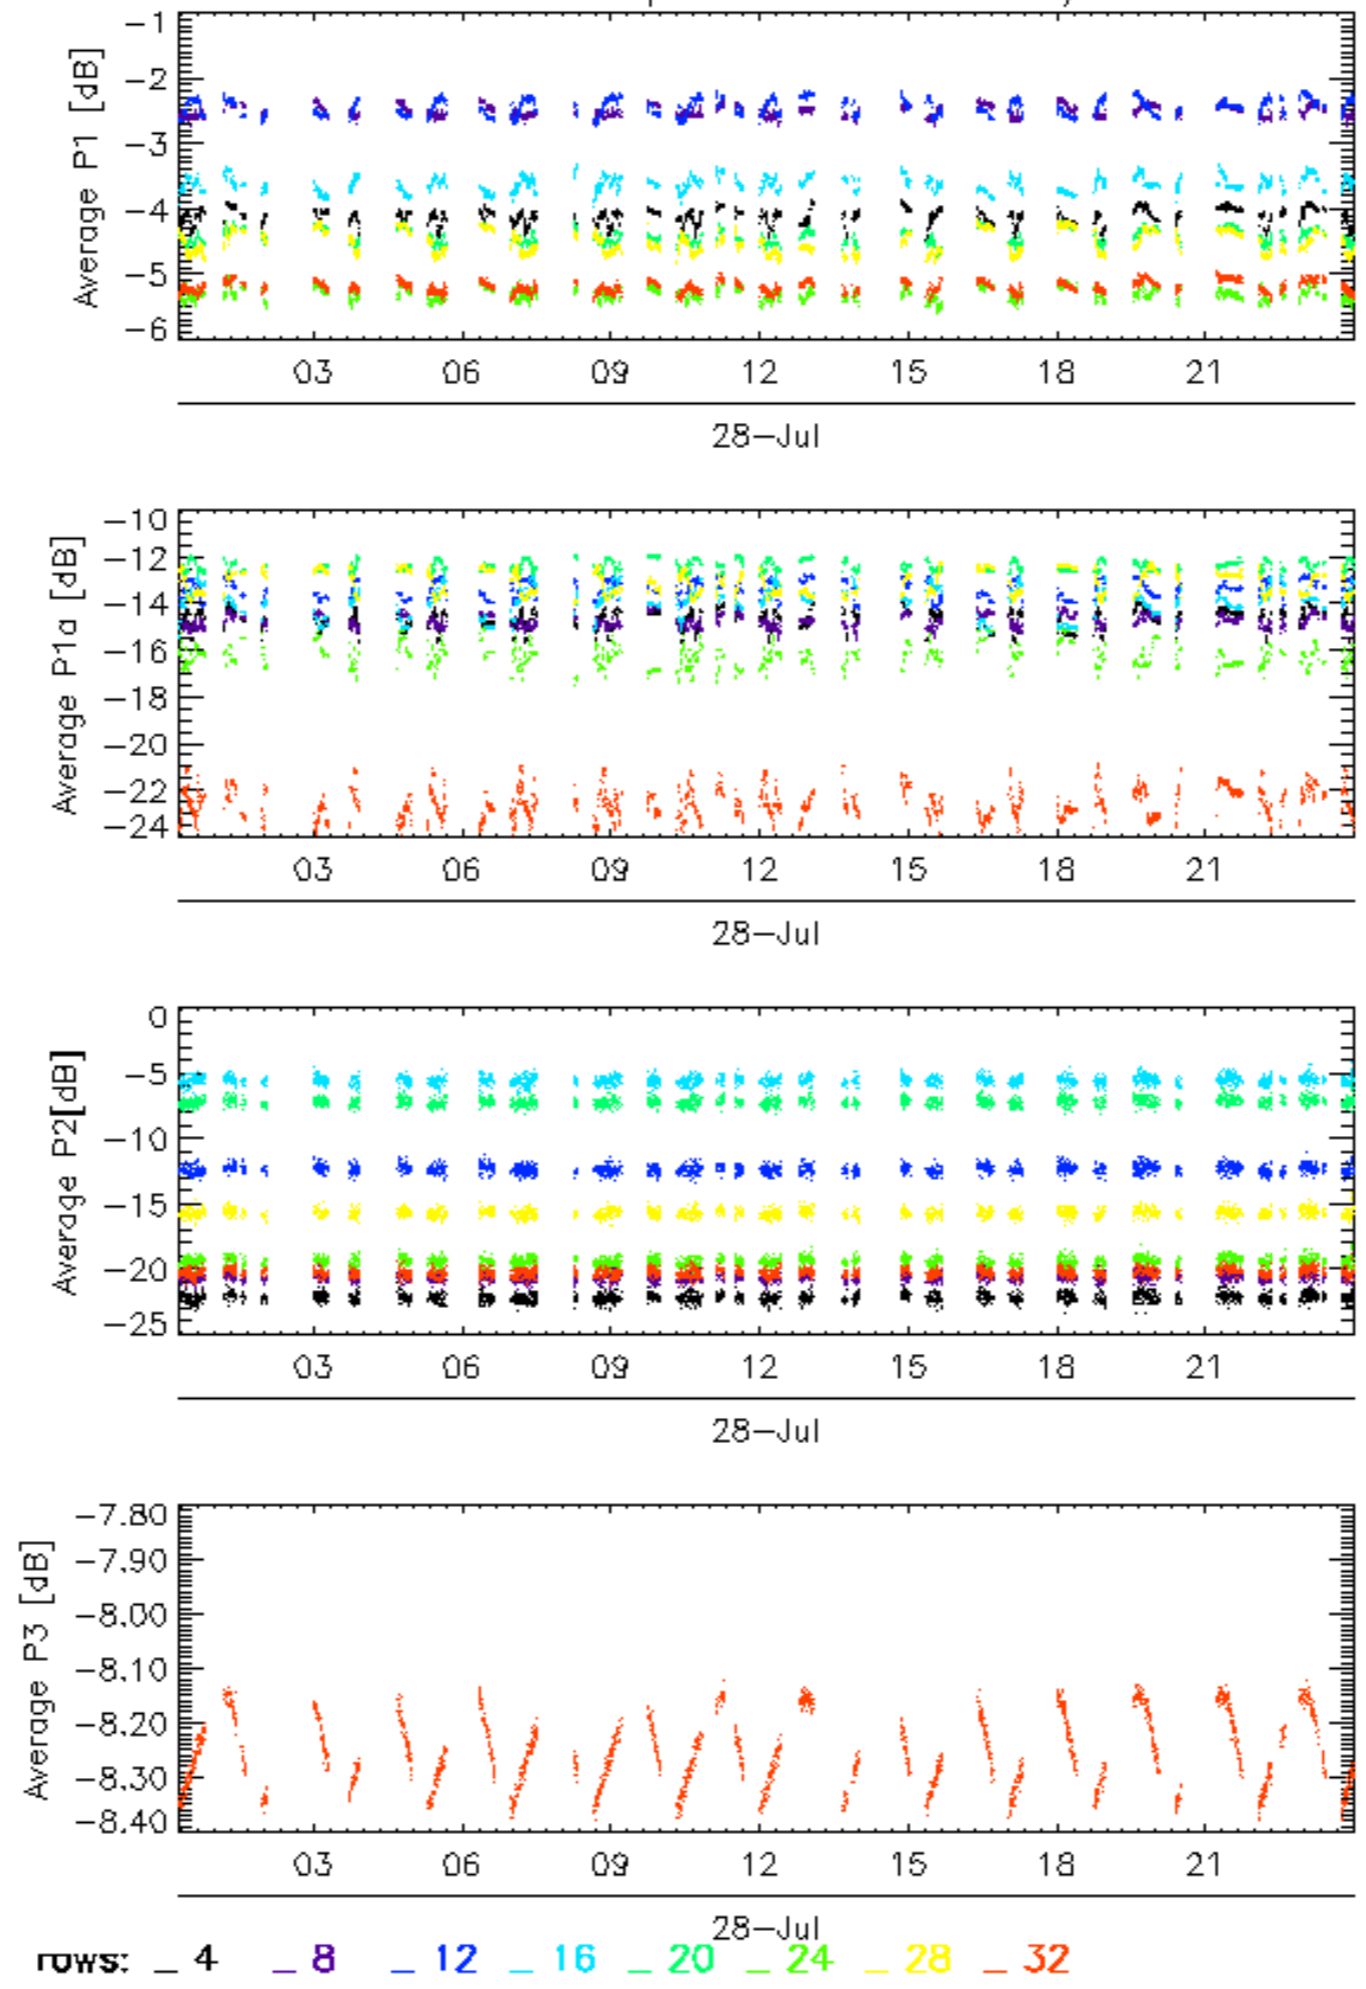 Average P1 [dB]
-1
-2
-3
-4
-5
-6
03 06 09 12 15 18 21
28-Jul
Average P1a [dB]
-10
-12
-14
-16
-18
-20
-22
-24
03 06 09 12 15 18 21
28-Jul
Average P2[dB]
0
-5
-10
-15
-20
-25
03 06 09 12 15 18 21
28-Jul
Average P3 [dB]
-7.80
-7.90
-8.00
-8.10
-8.20
-8.30
-8.40
03 06 09 12 15 18 21
28-Jul
rows: _ 4 _ 8 _ 12 _ 16 _ 20 _ 24 _ 28 _ 32